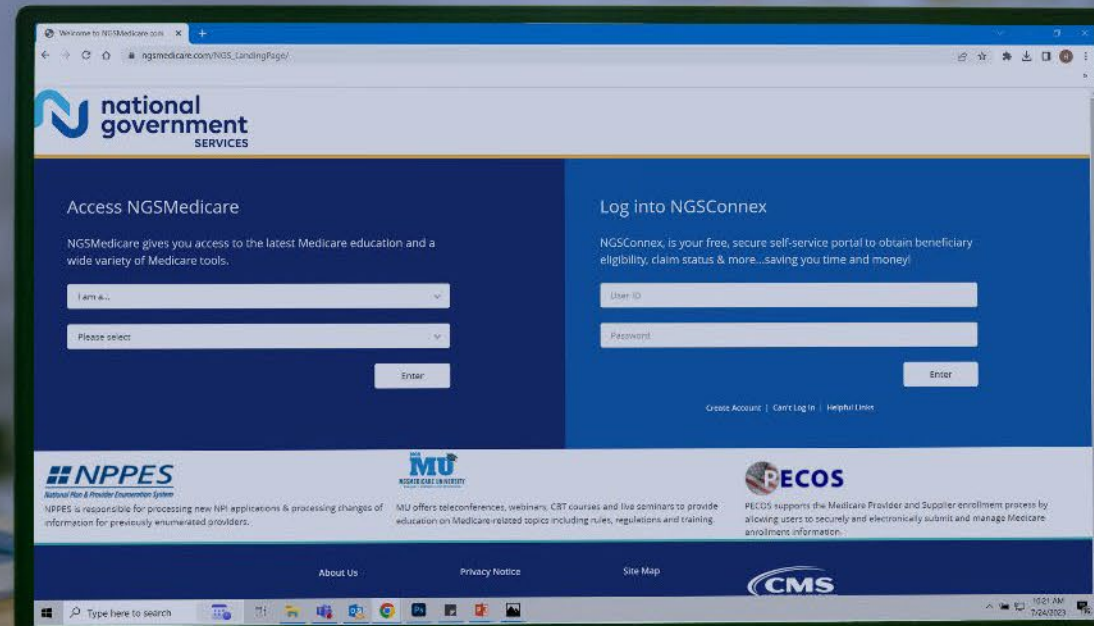 Welcome to NGSMedicare.com
ngsmedicare.com/NGS_LandingPage/
national
government
SERVICES
Access NGSMedicare
NGSMedicare gives you access to the latest Medicare education and a
wide variety of Medicare tools.
I am a...
Please select
Enter
Log into NGSConnex
NGSConnex, is your free, secure self-service portal to obtain beneficiary
eligibility, claim status & more...saving you time and money!
User ID
Password
Enter
Create Account | Can't Log In | Helpful Links
NPPES
National Plan & Provider Enumeration System
NPPES is responsible for processing new NPI applications & processing changes of
information for previously enumerated providers.
MU
MEDICARE UNIVERSITY
MU offers teleconferences, webinars, CBT courses and live seminars to provide
education on Medicare-related topics including rules, regulations and training.
PECOS
PECOS supports the Medicare Provider and Supplier enrollment process by
allowing users to securely and electronically submit and manage Medicare
enrollment information.
About Us
Privacy Notice
Site Map
CMS
Type here to search
10:21 AM
7/24/2023